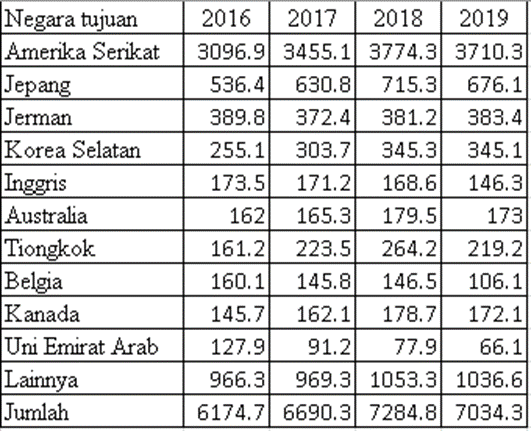 Negara tujuan 2016 2017 2018 2019
Amerika Serikat 3096.9 3455.1 3774.3 3710.3
Jepang 536.4 630.8 715.3 676.1
Jerman 389.8 372.4 381.2 383.4
Korea Selatan 255.1 303.7 345.3 345.1
Inggris 173.5 171.2 168.6 146.3
Australia 162 165.3 179.5 173
Tiongkok 161.2 223.5 264.2 219.2
Belgia 160.1 145.8 146.5 106.1
Kanada 145.7 162.1 178.7 172.1
Uni Emirat Arab 127.9 91.2 77.9 66.1
Lainnya 966.3 969.3 1053.3 1036.6
Jumlah 6174.7 6690.3 7284.8 7034.3